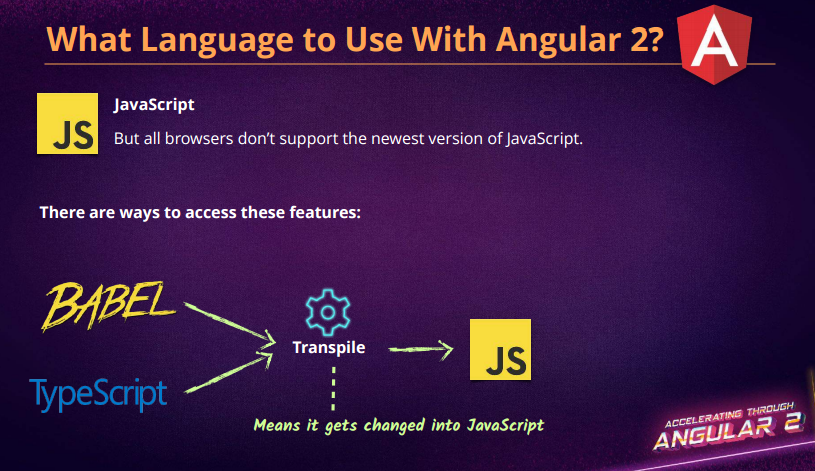 What Language to Use With Angular 2?
A
JavaScript
JS
But all browsers don’t support the newest version of JavaScript.
There are ways to access these features:
BABEL
Transpile
JS
TypeScript
Means it gets changed into JavaScript
ACCELERATING THROUGH
ANGULAR 2